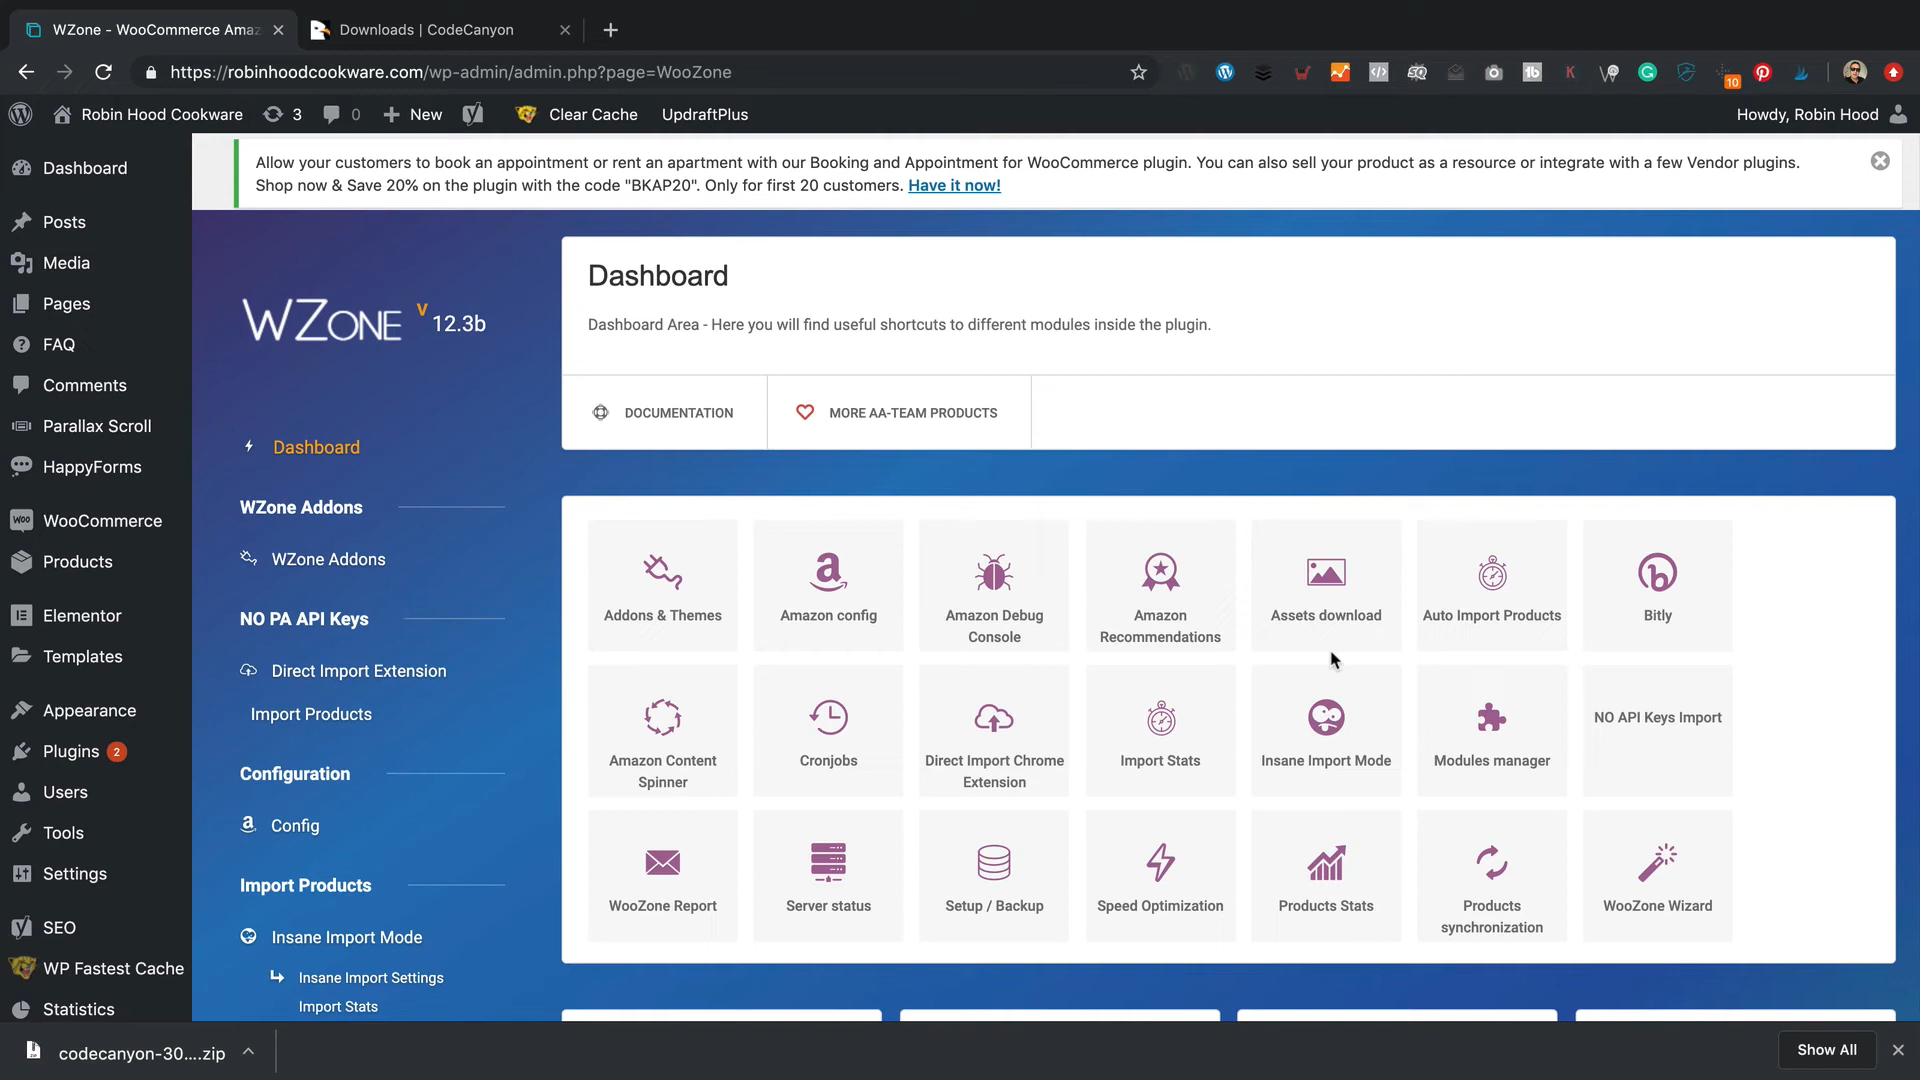 WZone - WooCommerce Amaz
Downloads | CodeCanyon
https://robinhoodcookware.com/wp-admin/admin.php?page=WooZone
10
Robin Hood Cookware
3
0
New
Clear Cache
UpdraftPlus
Howdy, Robin Hood
Dashboard
Posts
Media
Pages
FAQ
Comments
Parallax Scroll
HappyForms
WooCommerce
Products
Elementor
Templates
Appearance
Plugins 2
Users
Tools
Settings
SEO
WP Fastest Cache
Statistics
Allow your customers to book an appointment or rent an apartment with our Booking and Appointment for WooCommerce plugin. You can also sell your product as a resource or integrate with a few Vendor plugins.
Shop now & Save 20% on the plugin with the code "BKAP20". Only for first 20 customers. Have it now!
WZONE V 12.3b
Dashboard
WZone Addons
WZone Addons
NO PA API Keys
Direct Import Extension
Import Products
Configuration
Config
Import Products
Insane Import Mode
Insane Import Settings
Import Stats
Dashboard
Dashboard Area - Here you will find useful shortcuts to different modules inside the plugin.
DOCUMENTATION
MORE AA-TEAM PRODUCTS
Addons & Themes
Amazon config
Amazon Debug
Console
Amazon
Recommendations
Assets download
Auto Import Products
Bitly
Amazon Content
Spinner
Cronjobs
Direct Import Chrome
Extension
Import Stats
Insane Import Mode
Modules manager
NO API Keys Import
WooZone Report
Server status
Setup / Backup
Speed Optimization
Products Stats
Products
synchronization
WooZone Wizard
codecanyon-30....zip
Show All